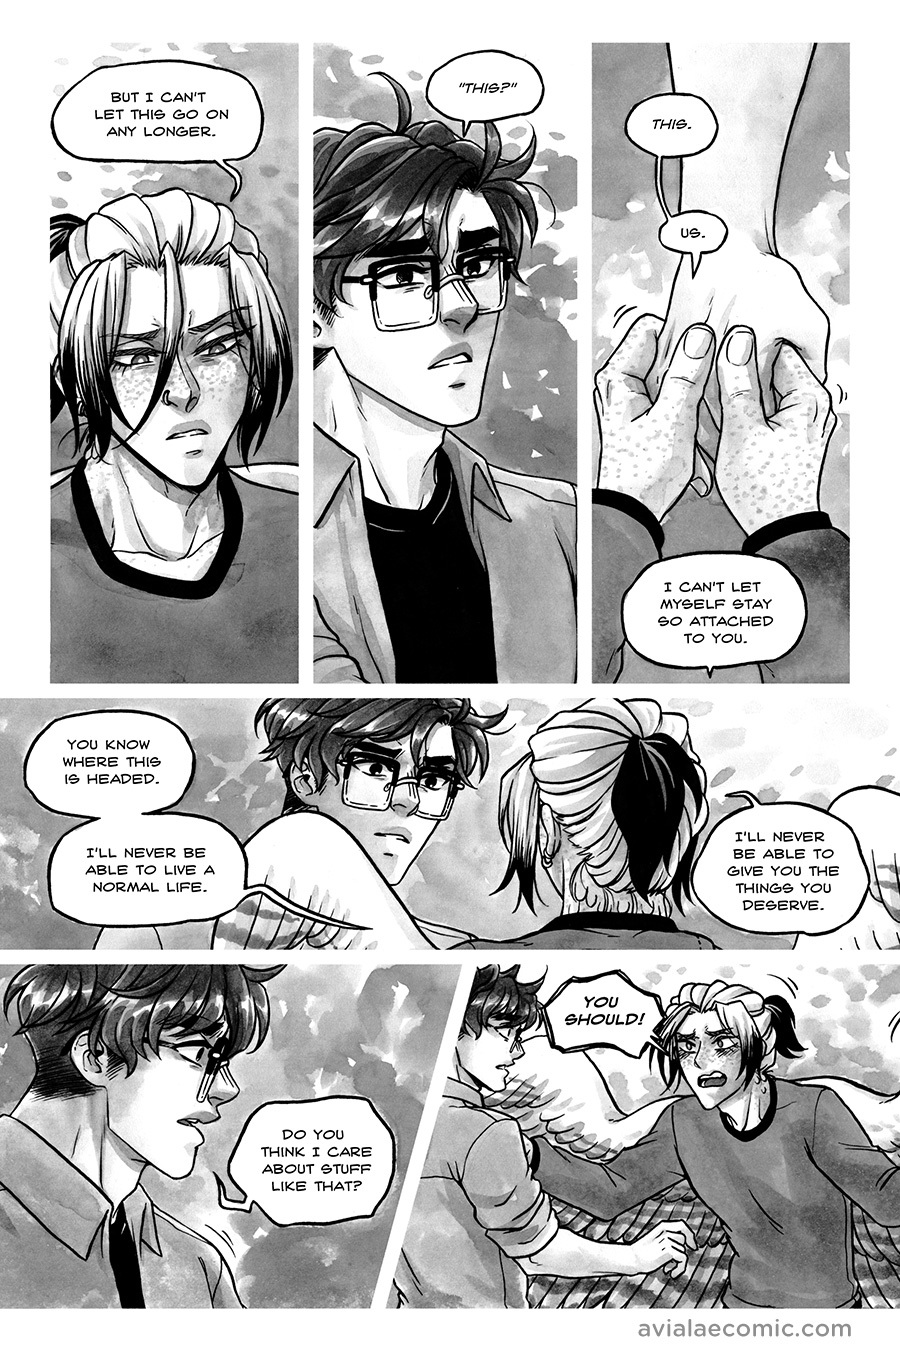 BUT I CAN'T
LET THIS GO ON
ANY LONGER.
"THIS?"
THIS.
US.
I CAN'T LET
MYSELF STAY
SO ATTACHED
TO YOU.
YOU KNOW
WHERE THIS
IS HEADED.
I'LL NEVER BE
ABLE TO LIVE A
NORMAL LIFE.
I'LL NEVER
BE ABLE TO
GIVE YOU THE
THINGS YOU
DESERVE.
DO YOU
THINK I CARE
ABOUT STUFF
LIKE THAT?
YOU
SHOULD!
avialaecomic.com